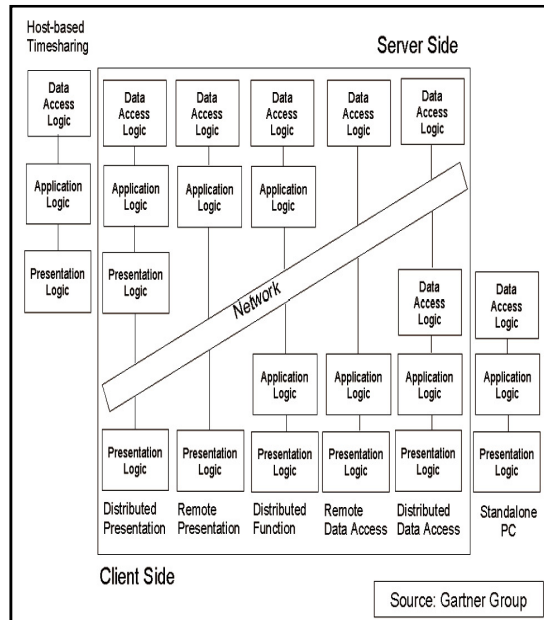 Host-based
Timesharing
Server Side
Data
Access
Logic
Data
Access
Logic
Data
Access
Logic
Data
Access
Logic
Data
Access
Logic
Data
Access
Logic
Application
Logic
Application
Logic
Application
Logic
Application
Logic
Presentation
Logic
Presentation
Logic
Network
Data
Access
Logic
Data
Access
Logic
Application
Logic
Application
Logic
Application
Logic
Application
Logic
Presentation
Logic
Presentation
Logic
Presentation
Logic
Presentation
Logic
Presentation
Logic
Presentation
Logic
Distributed
Presentation
Remote
Presentation
Distributed
Function
Remote
Data Access
Distributed
Data Access
Standalone
PC
Client Side
Source: Gartner Group